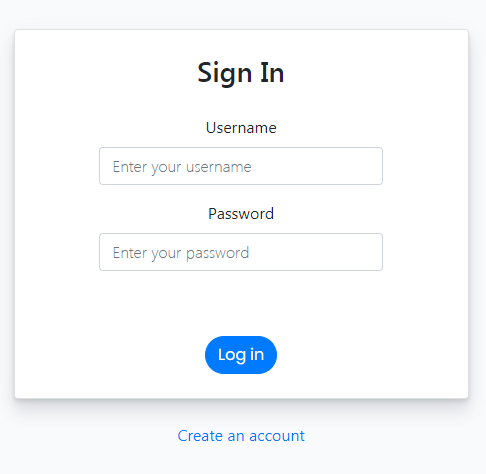 Sign In
Username
Enter your username
Password
Enter your password
Log in
Create an account